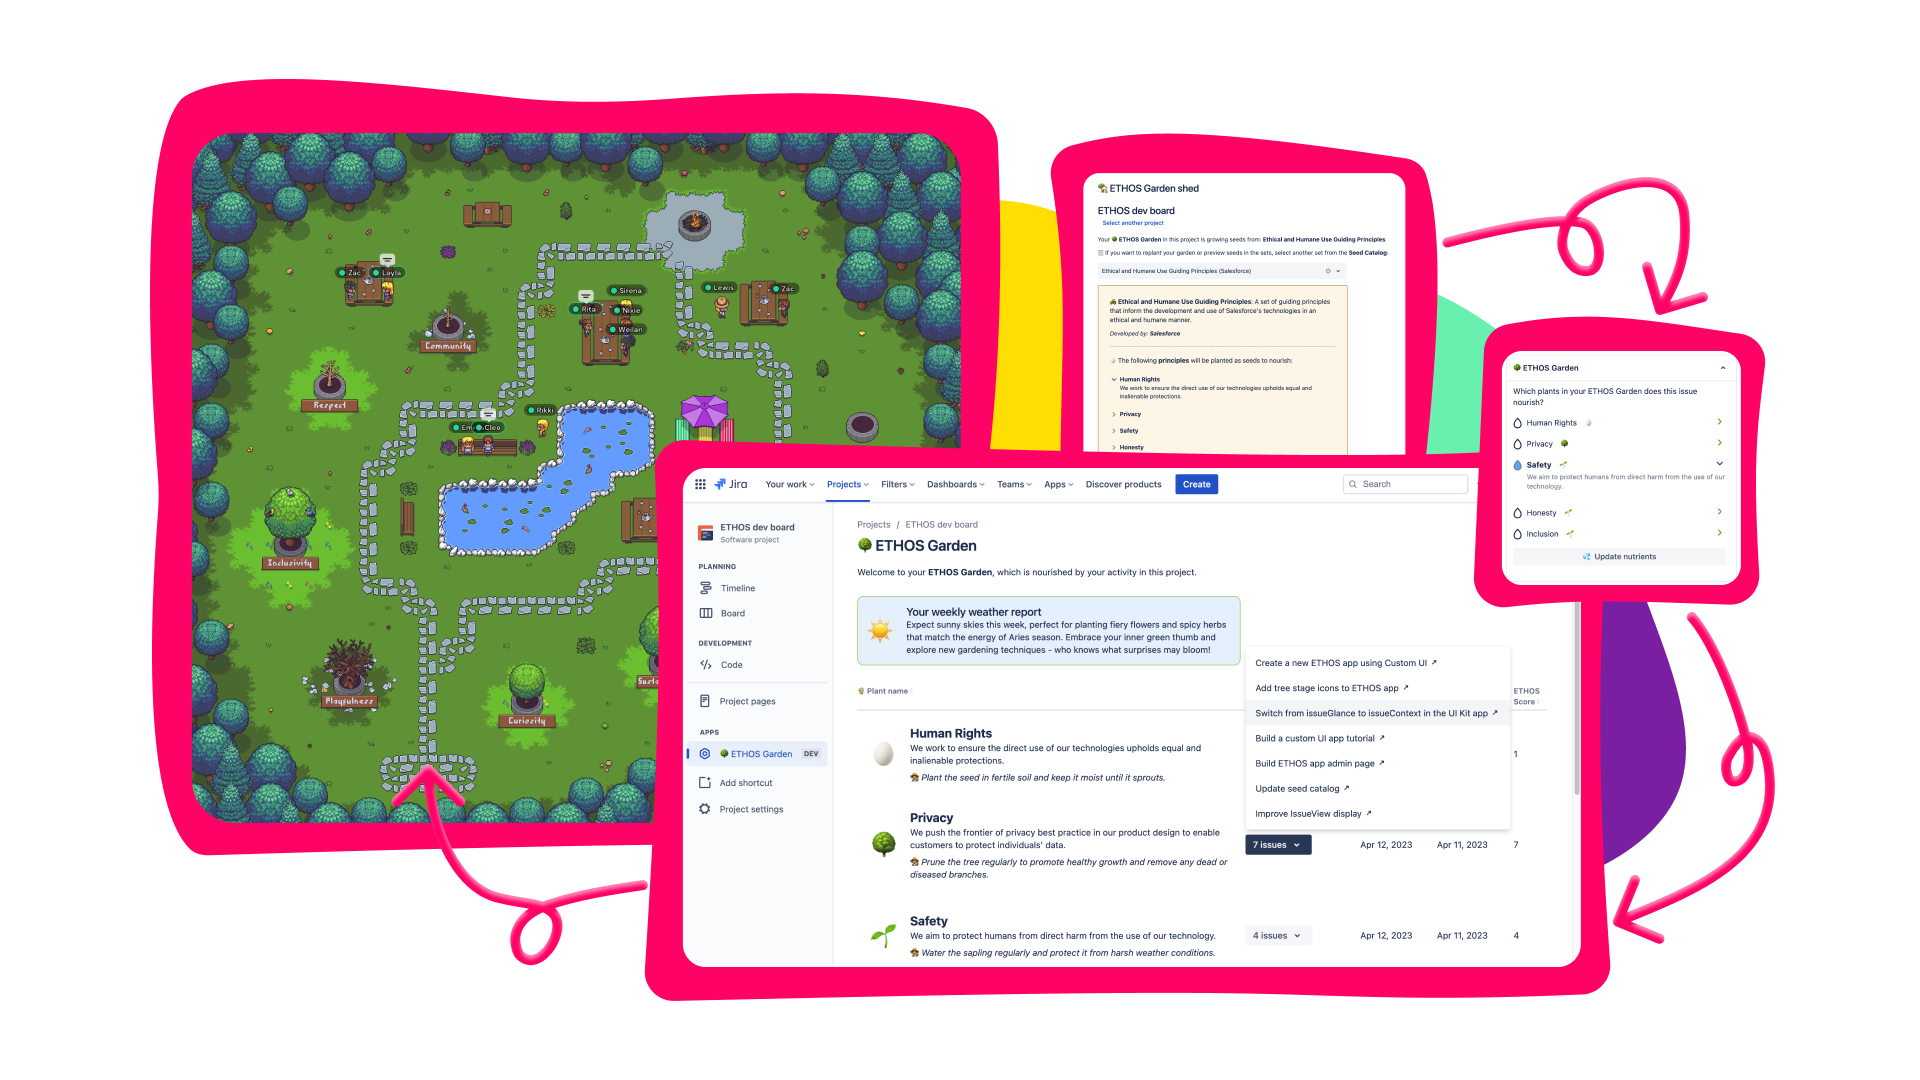 Zac
Layla
Sirena
Rita
Nixie
Weilan
Lewis
Zac
Community
Respect
Rikki
Em
Cleo
Inclusivity
Playfulness
Curiosity
ETHOS Garden shed
ETHOS dev board
Select another project
Your ETHOS Garden in this project is growing seeds from: Ethical and Humane Use Guiding Principles
If you want to replant your garden or preview seeds in the sets, select another set from the Seed Catalog:
Ethical and Humane Use Guiding Principles (Salesforce)
Ethical and Humane Use Guiding Principles: A set of guiding principles
that inform the development and use of Salesforce's technologies in an
ethical and humane manner.
Developed by: Salesforce
The following principles will be planted as seeds to nourish:
Human Rights
We work to ensure the direct use of our technologies upholds equal and
inalienable protections.
Privacy
Safety
Honesty
ETHOS Garden
Which plants in your ETHOS Garden does this issue
nourish?
Human Rights
Privacy
Safety
We aim to protect humans from direct harm from the use of our
technology.
Honesty
Inclusion
Update nutrients
Jira
Your work
Projects
Filters
Dashboards
Teams
Apps
Discover products
Create
Search
ETHOS dev board
Software project
PLANNING
Timeline
Board
DEVELOPMENT
Code
Project pages
APPS
ETHOS Garden DEV
Add shortcut
Project settings
Projects / ETHOS dev board
ETHOS Garden
Welcome to your ETHOS Garden, which is nourished by your activity in this project.
Your weekly weather report
Expect sunny skies this week, perfect for planting fiery flowers and spicy herbs
that match the energy of Aries season. Embrace your inner green thumb and
explore new gardening techniques - who knows what surprises may bloom!
Plant name
ETHOS
Score
Human Rights
We work to ensure the direct use of our technologies upholds equal and
inalienable protections.
Plant the seed in fertile soil and keep it moist until it sprouts.
1
Create a new ETHOS app using Custom UI
Add tree stage icons to ETHOS app
Switch from issueGlance to issueContext in the UI Kit app
Build a custom UI app tutorial
Build ETHOS app admin page
Update seed catalog
Improve IssueView display
Privacy
We push the frontier of privacy best practice in our product design to enable
customers to protect individuals' data.
Prune the tree regularly to promote healthy growth and remove any dead or
diseased branches.
7 issues
Apr 12, 2023
Apr 11, 2023
7
Safety
We aim to protect humans from direct harm from the use of our technology.
Water the sapling regularly and protect it from harsh weather conditions.
4 issues
Apr 12, 2023
Apr 11, 2023
4